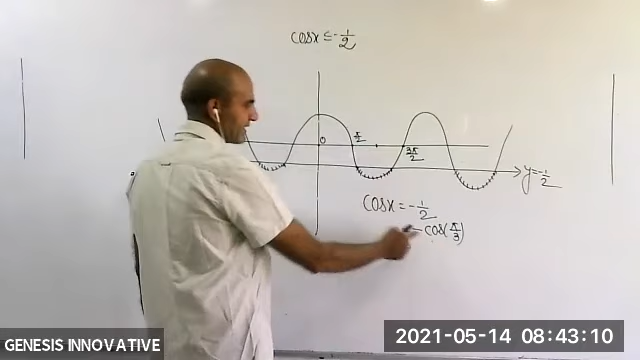 cosx ≤ -1/2
π/2
0
3π/2
y=-1/2
cosx = -1/2
= -cos(π/3)
GENESIS INNOVATIVE
2021-05-14 08:43:10